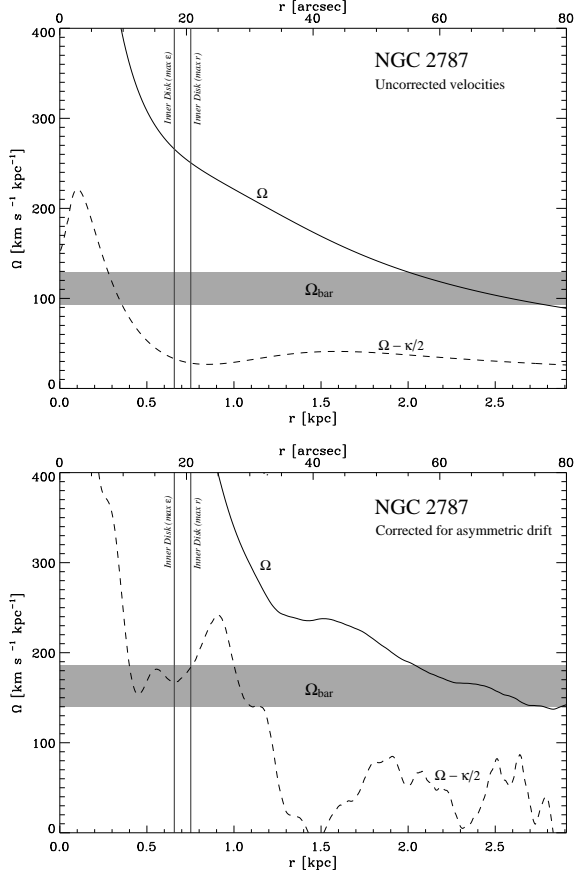 r [arcsec]
0 20 40 60 80
400
300
200
100
0
Ω [km s⁻¹ kpc⁻¹]
Inner Disk (max ε)
Inner Disk (max r)
NGC 2787
Uncorrected velocities
Ω
Ωbar
Ω − κ/2
0.0 0.5 1.0 1.5 2.0 2.5
r [kpc]
r [arcsec]
0 20 40 60 80
400
300
200
100
0
Ω [km s⁻¹ kpc⁻¹]
Inner Disk (max ε)
Inner Disk (max r)
NGC 2787
Corrected for asymmetric drift
Ω
Ωbar
Ω − κ/2
0.0 0.5 1.0 1.5 2.0 2.5
r [kpc]